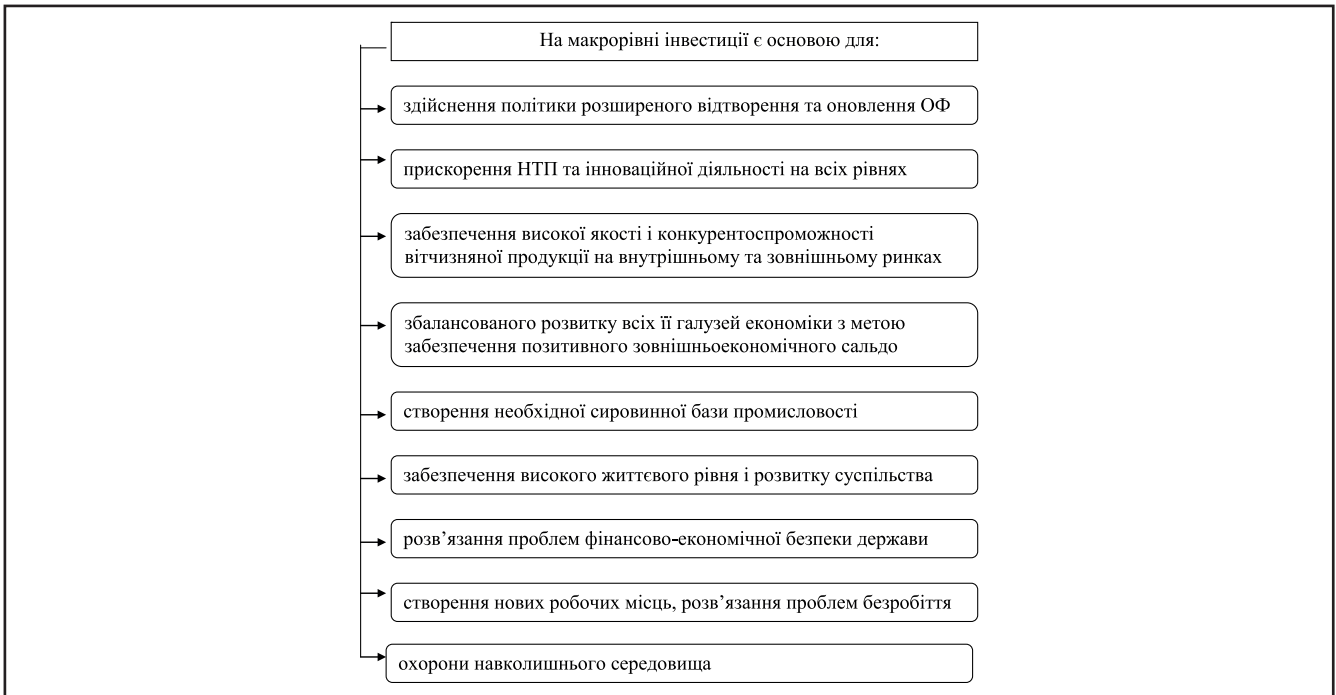 На макрорівні інвестиції є основою для:
здійснення політики розширеного відтворення та оновлення ОФ
прискорення НТП та інноваційної діяльності на всіх рівнях
забезпечення високої якості і конкурентоспроможності
вітчизняної продукції на внутрішньому та зовнішньому ринках
збалансованого розвитку всіх її галузей економіки з метою
забезпечення позитивного зовнішньоекономічного сальдо
створення необхідної сировинної бази промисловості
забезпечення високого життєвого рівня і розвитку суспільства
розв’язання проблем фінансово-економічної безпеки держави
створення нових робочих місць, розв’язання проблем безробіття
охорони навколишнього середовища